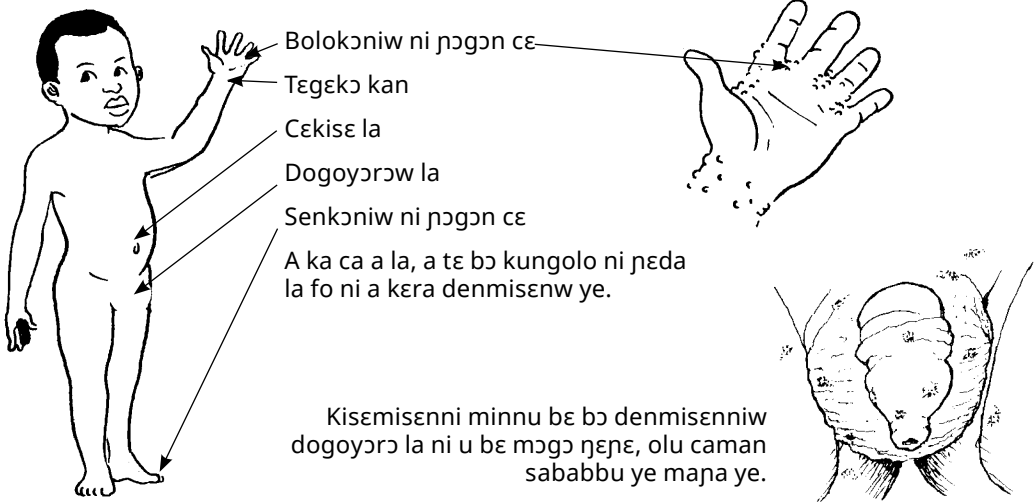 Bolokɔniw ni ɲɔgɔn cɛ
Tɛgɛkɔ kan
Cɛkisɛ la
Dogoyɔrɔw la
Senkɔniw ni ɲɔgɔn cɛ
A ka ca a la, a tɛ bɔ kungolo ni ɲɛda
la fo ni a kɛra denmisɛnw ye.
Kisɛmisɛnni minnu bɛ bɔ denmisɛnniw
dogoyɔrɔ la ni u bɛ mɔgɔ ŋɛɲɛ, olu caman
sababbu ye maɲa ye.